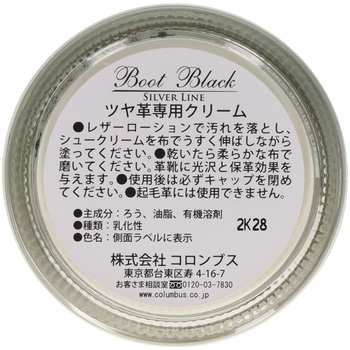 Boot Black
SILVER LINE
ツヤ革専用クリーム
●レザーローションで汚れを落とし、
シュークリームを布でうすく伸ばしながら
塗ってください。●乾いたら柔らかな布で
磨いてください。革靴に光沢と保革効果を
与えます。●使用後は必ずキャップを閉め
てください。●起毛革には使用できません。
●主成分：ろう、油脂、有機溶剤
●種類：乳化性 2K28
●色名：側面ラベルに表示
株式会社 コロンブス
東京都台東区寿 4-16-7
お客さま相談室 0120-03-7830
www.columbus.co.jp